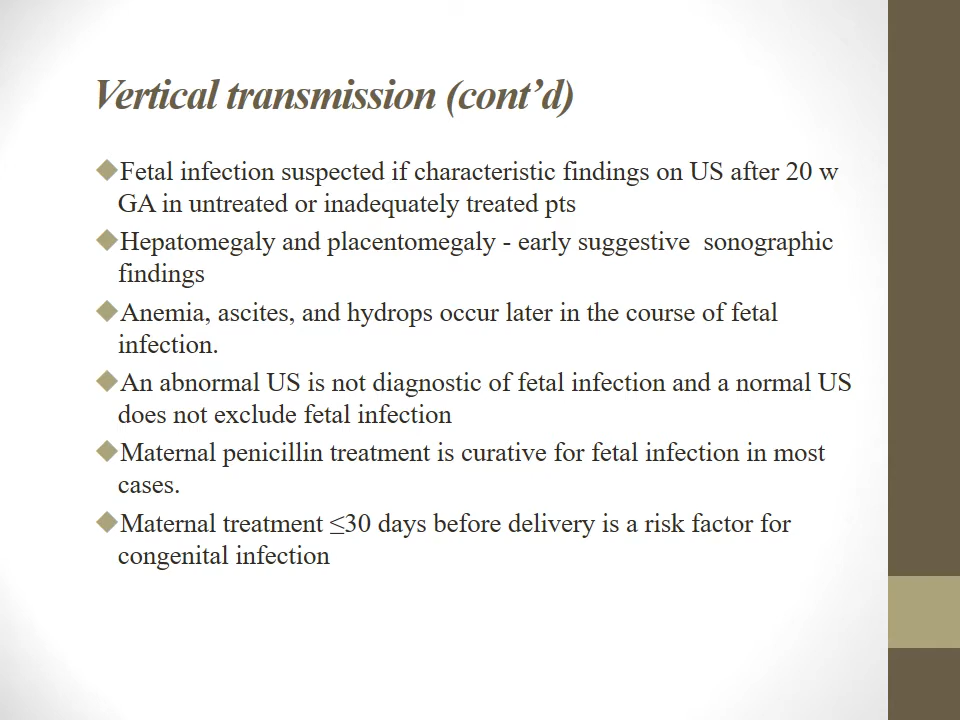 Vertical transmission (cont’d)
Fetal infection suspected if characteristic findings on US after 20 w
GA in untreated or inadequately treated pts
Hepatomegaly and placentomegaly - early suggestive  sonographic
findings
Anemia, ascites, and hydrops occur later in the course of fetal
infection.
An abnormal US is not diagnostic of fetal infection and a normal US
does not exclude fetal infection
Maternal penicillin treatment is curative for fetal infection in most
cases.
Maternal treatment ≤30 days before delivery is a risk factor for
congenital infection